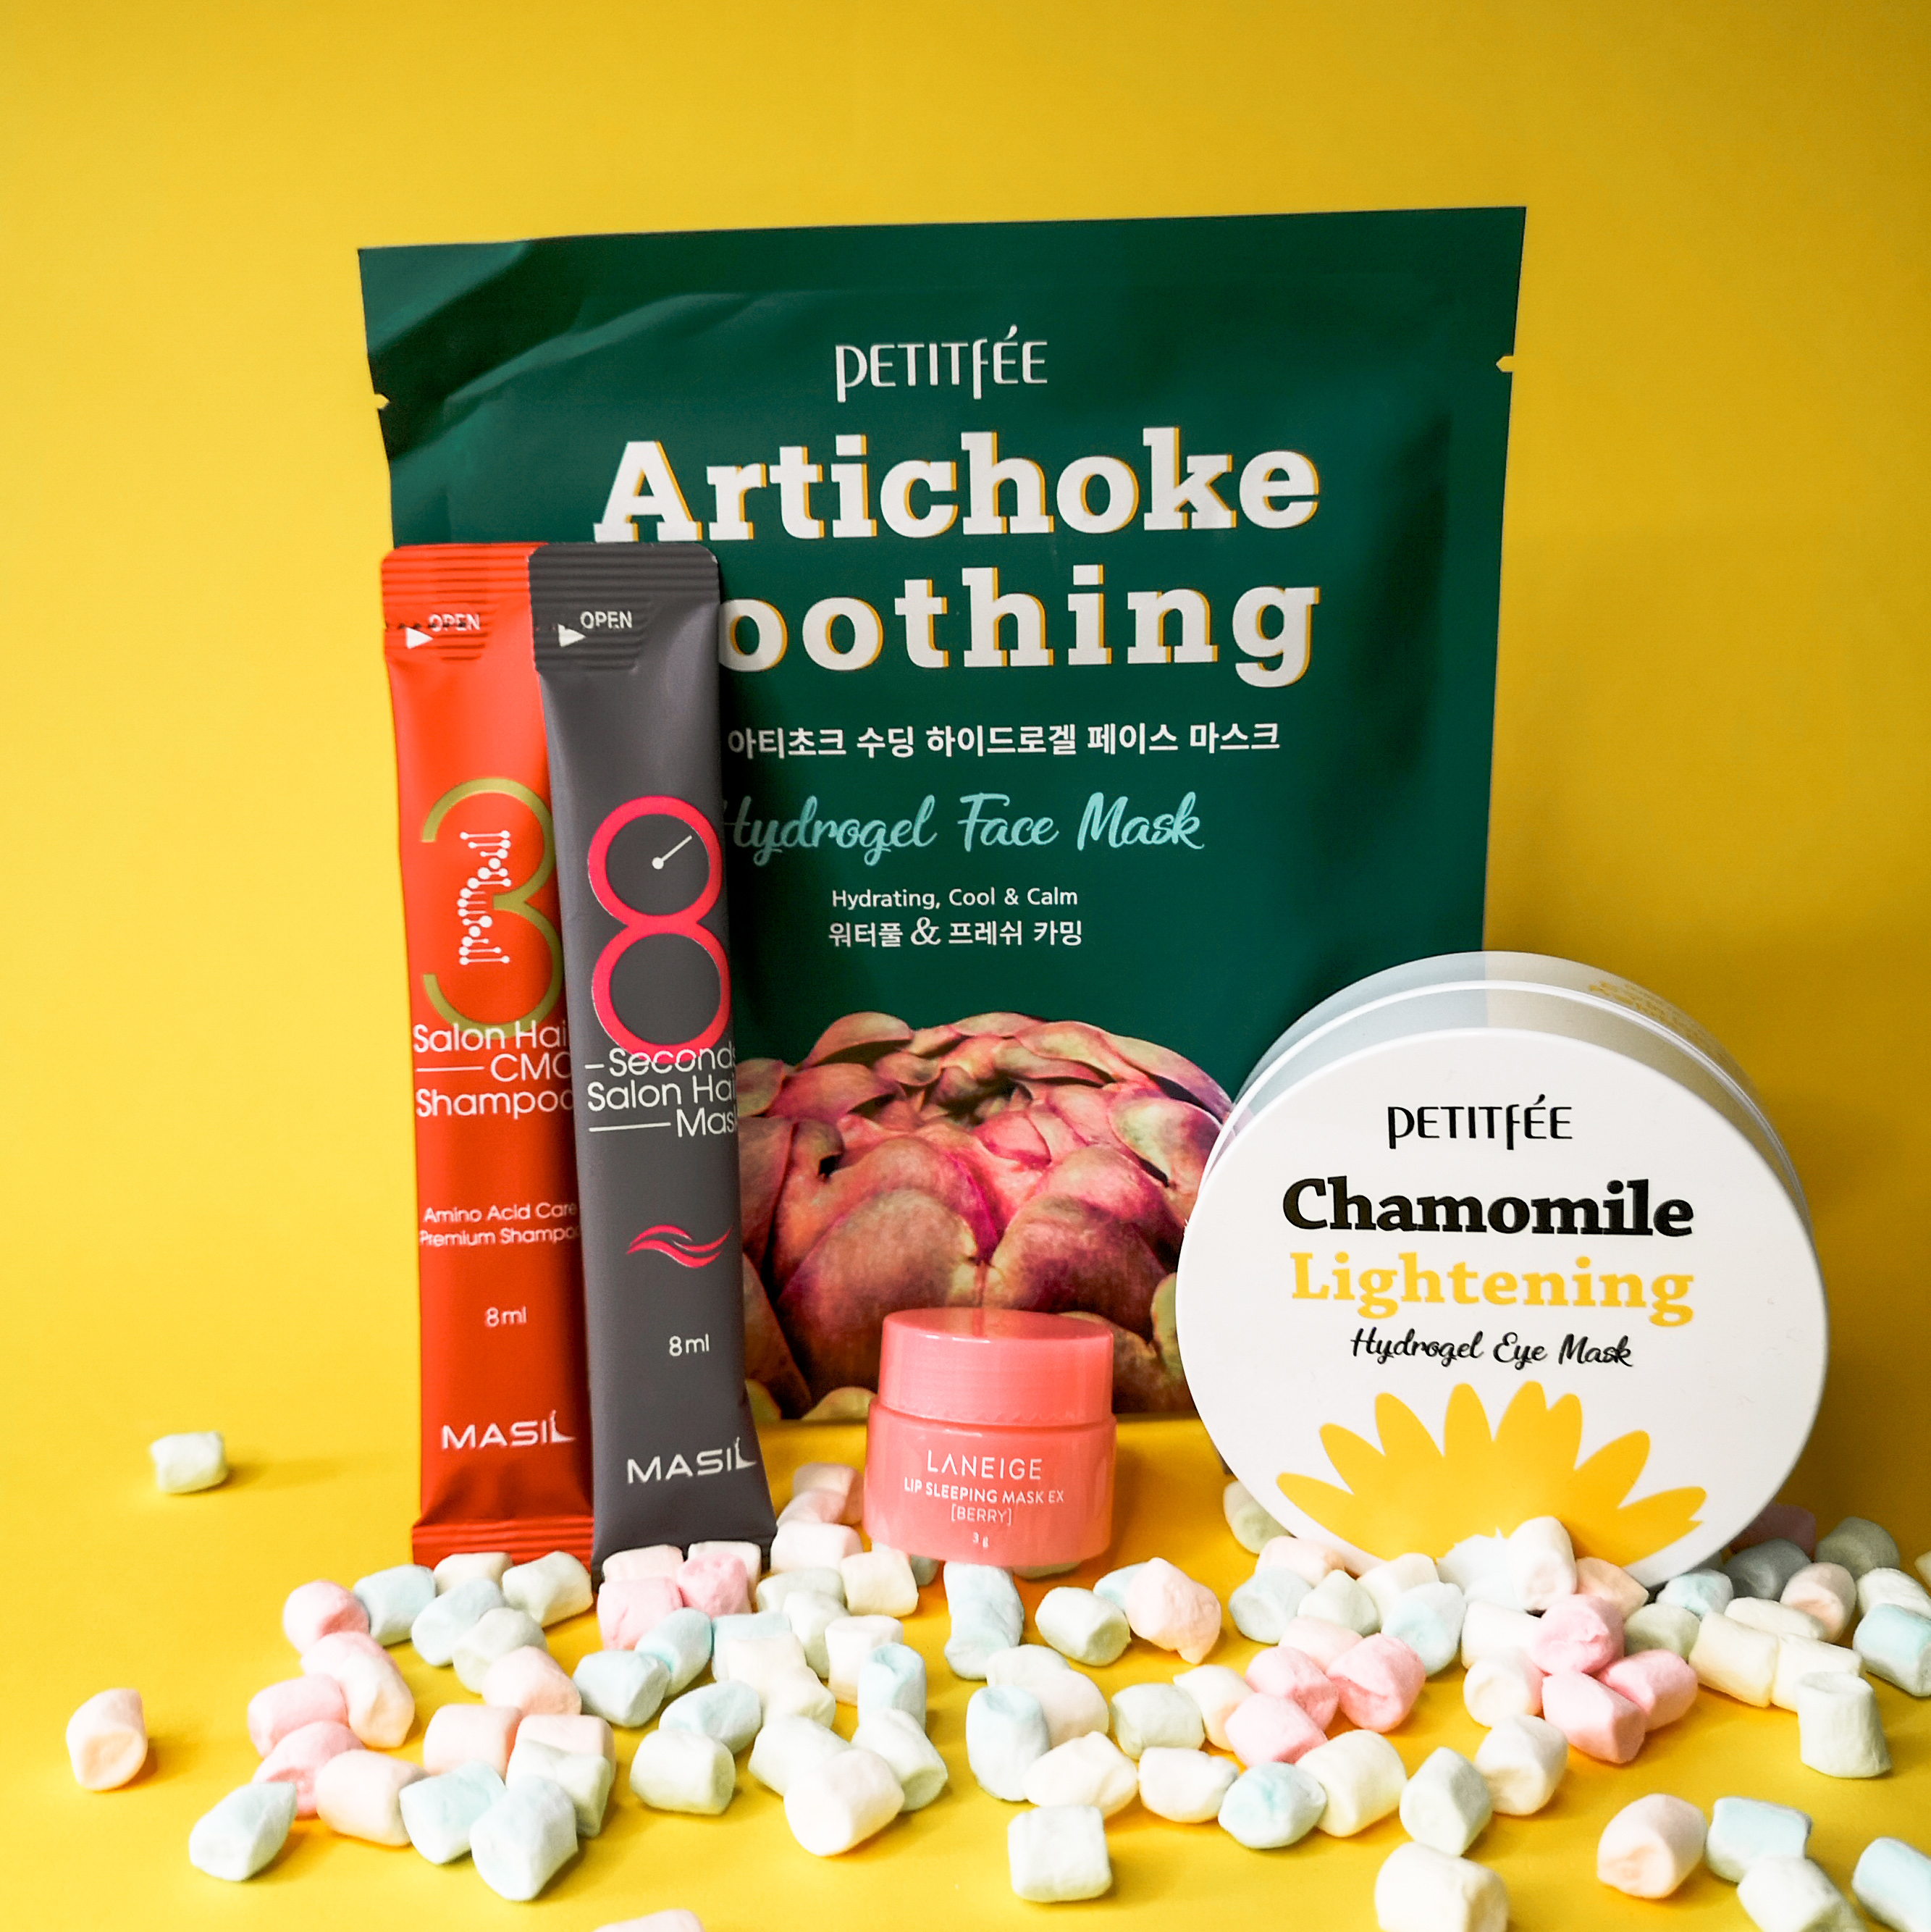 PETITFÉE
Artichoke
oothing
아티초크 수딩 하이드로겔 페이스 마스크
Hydrogel Face Mask
Hydrating, Cool & Calm
워터풀 & 프레쉬 카밍
OPEN
3
Salon Hai
CMC
Shampoo
Amino Acid Care
Premium Shampo
8ml
MASIL
OPEN
8
Seconds
Salon Hai
Mas
8ml
MASIL
LANEIGE
LIP SLEEPING MASK EX
[BERRY]
3g
PETITFÉE
Chamomile
Lightening
Hydrogel Eye Mask